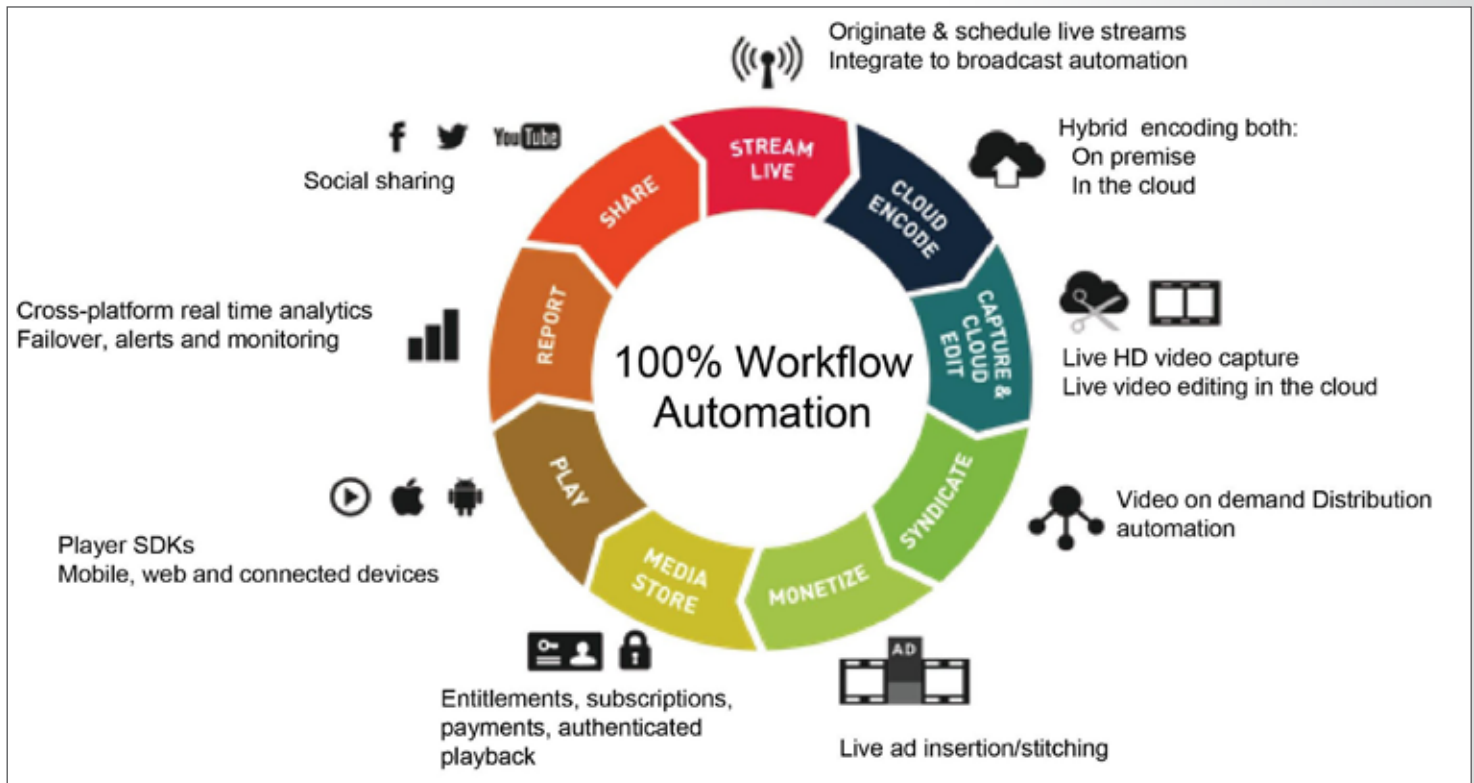 Originate & schedule live streams
Integrate to broadcast automation
STREAM
LIVE
CLOUD
ENCODE
Hybrid encoding both:
On premise
In the cloud
CAPTURE &
CLOUD
EDIT
Live HD video capture
Live video editing in the cloud
SYNDICATE
Video on demand Distribution
automation
MONETIZE
AD
Live ad insertion/stitching
MEDIA
STORE
Entitlements, subscriptions,
payments, authenticated
playback
PLAY
Player SDKs
Mobile, web and connected devices
REPORT
Cross-platform real time analytics
Failover, alerts and monitoring
SHARE
f
YouTube
Social sharing
100% Workflow
Automation